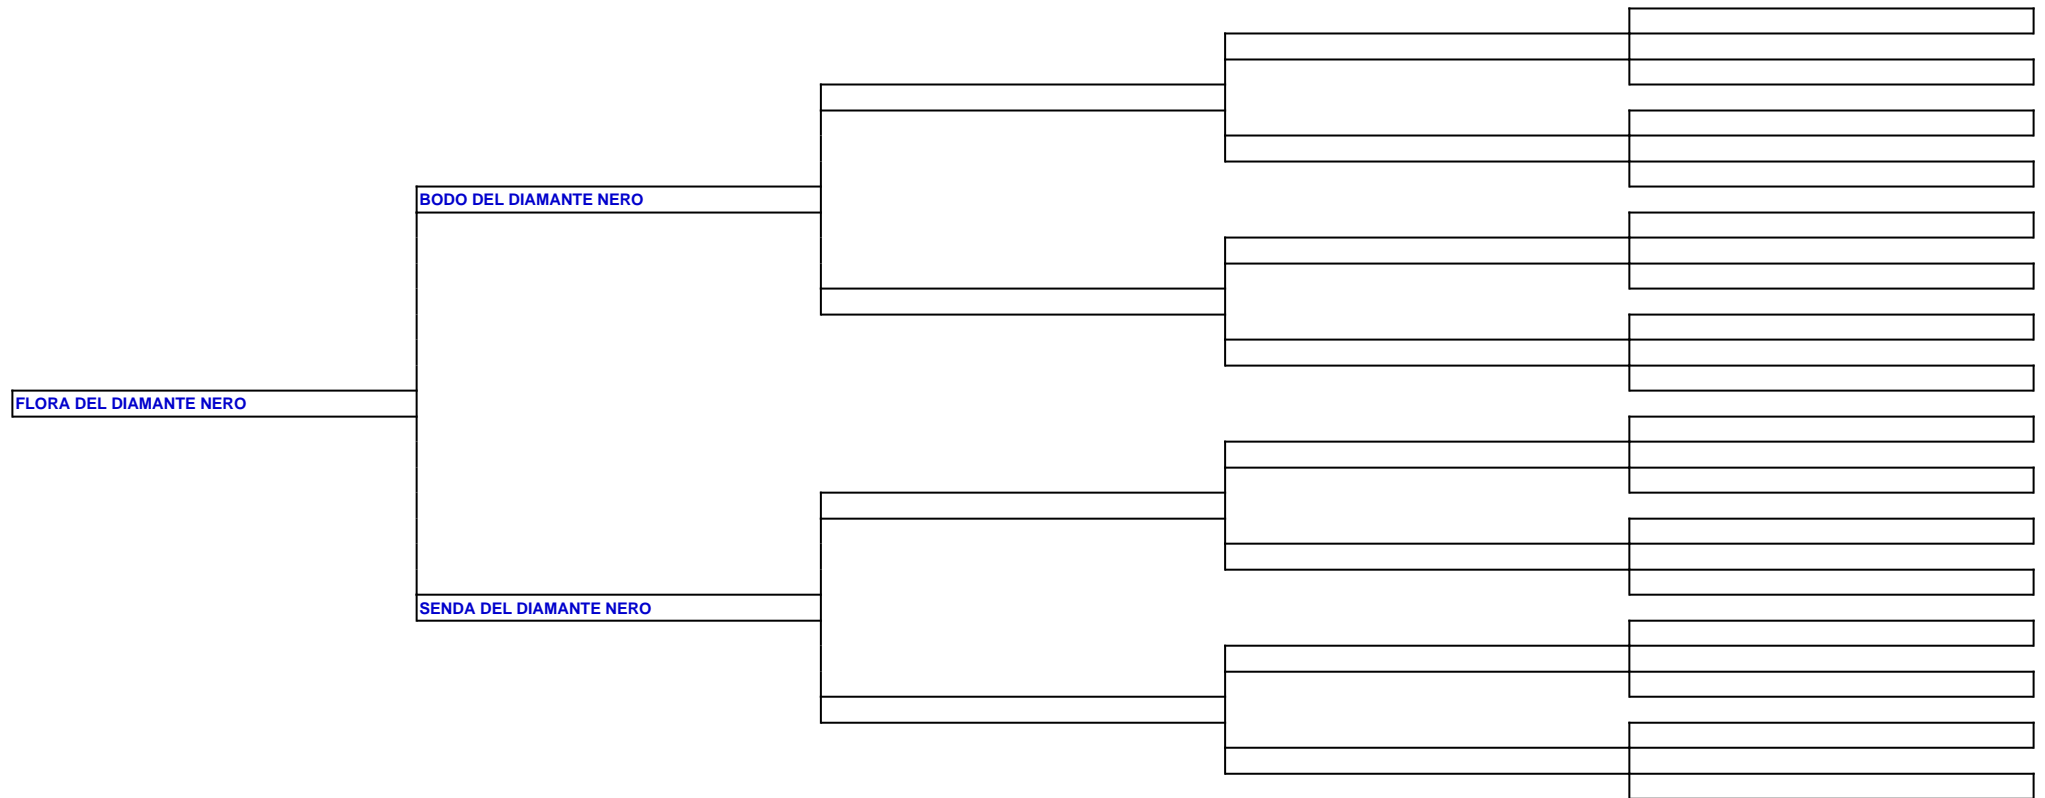 BODO DEL DIAMANTE NERO
FLORA DEL DIAMANTE NERO
SENDA DEL DIAMANTE NERO